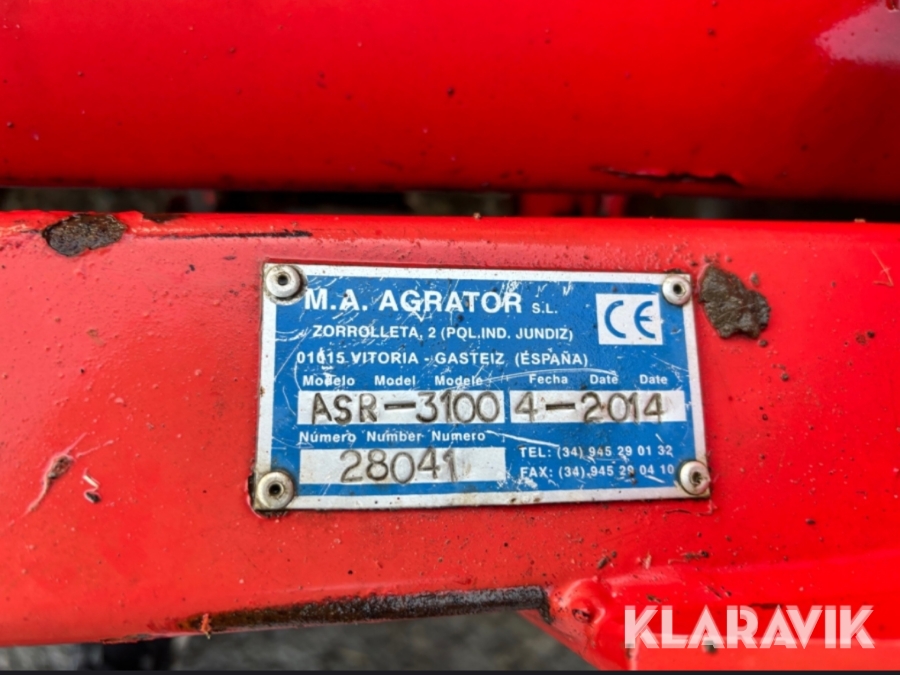 M.A. AGRATOR S.L.
ZORROLLETA, 2 (POL.IND. JUNDIZ)
01015 VITORIA - GASTEIZ (ESPAÑA)
CE
Modelo Model Modele Fecha Date Date
ASR-3100 4-2014
Número Number Numero
28041
TEL: (34) 945 29 01 32
FAX: (34) 945 29 04 10
KLARAVIK